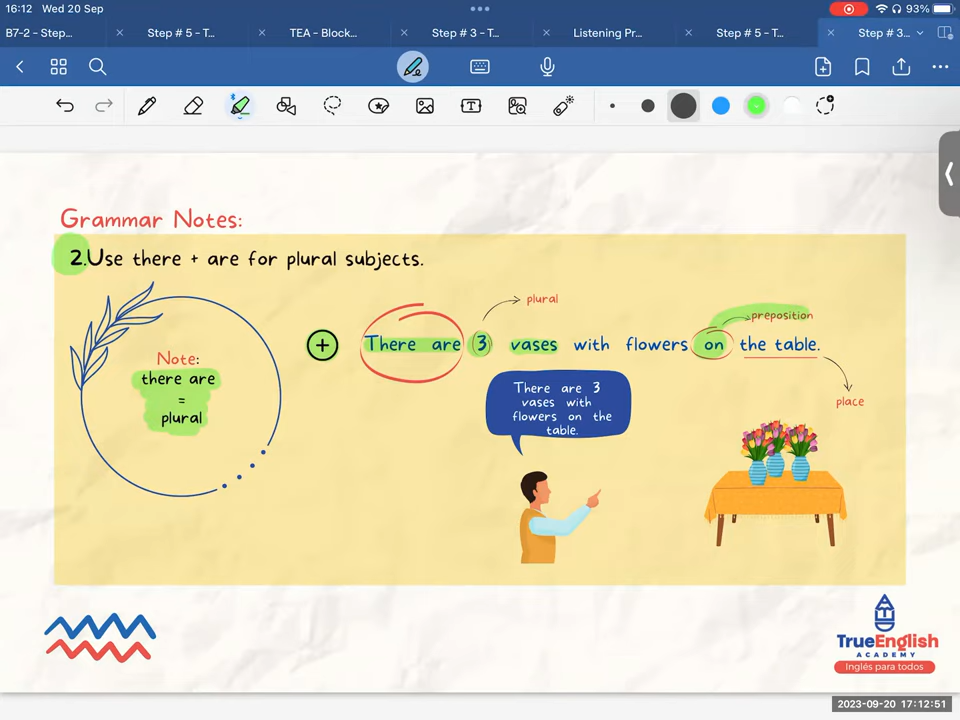 16:12 Wed 20 Sep
93%
B7-2 - Step...
Step # 5 - T...
TEA - Block...
Step # 3 - T...
Listening Pr...
Step # 5 - T...
Step # 3...
Grammar Notes:
2.Use there + are for plural subjects.
plural
preposition
+ There are 3 vases with flowers on the table.
place
Note:
there are
=
plural
There are 3
vases with
flowers on the
table.
TrueEnglish
ACADEMY
Inglés para todos
2023-09-20 17:12:51